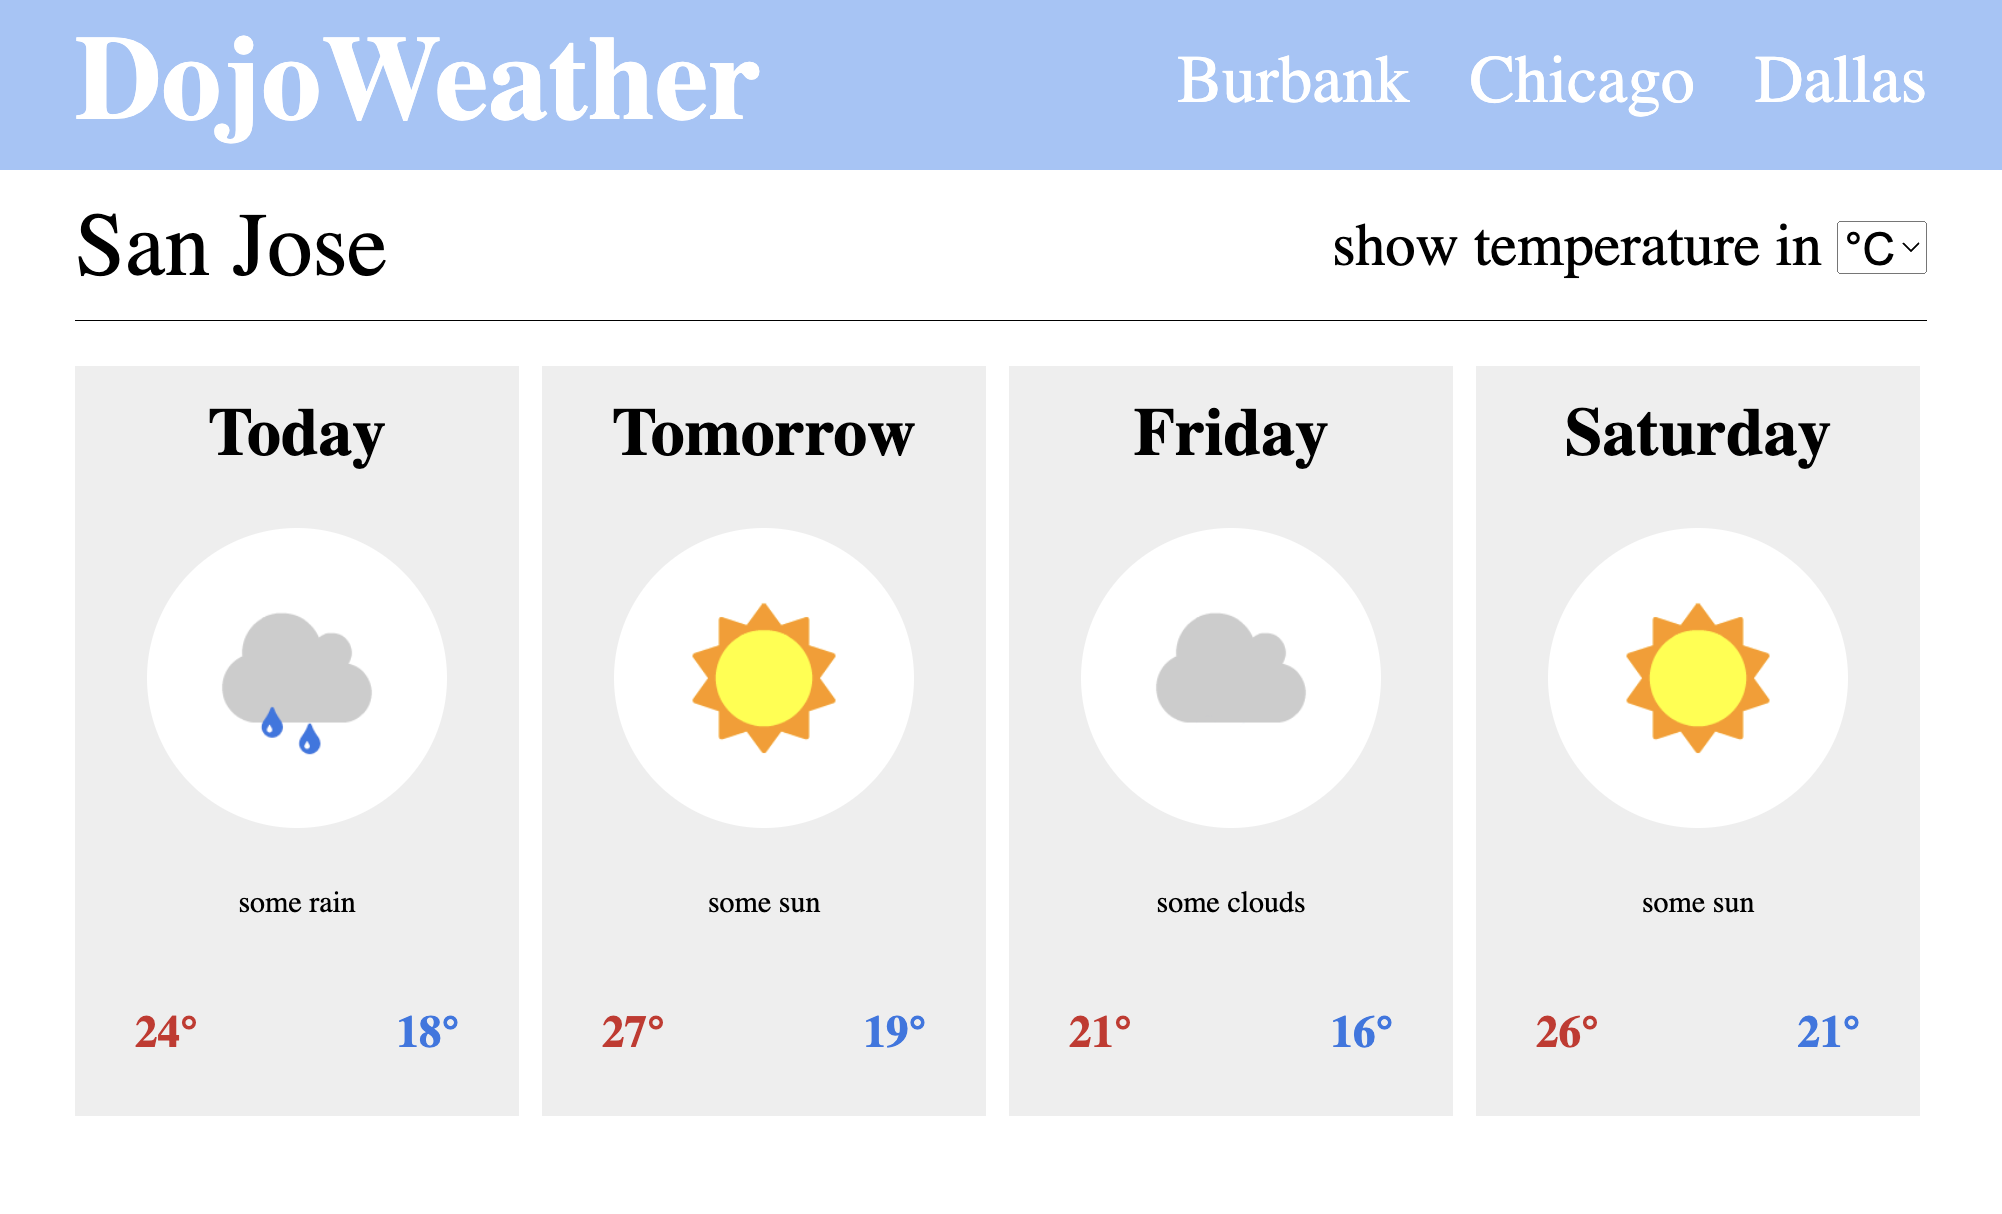 DojoWeather Burbank Chicago Dallas
San Jose show temperature in °C
Today Tomorrow Friday Saturday
some rain some sun some clouds some sun
24° 18° 27° 19° 21° 16° 26° 21°